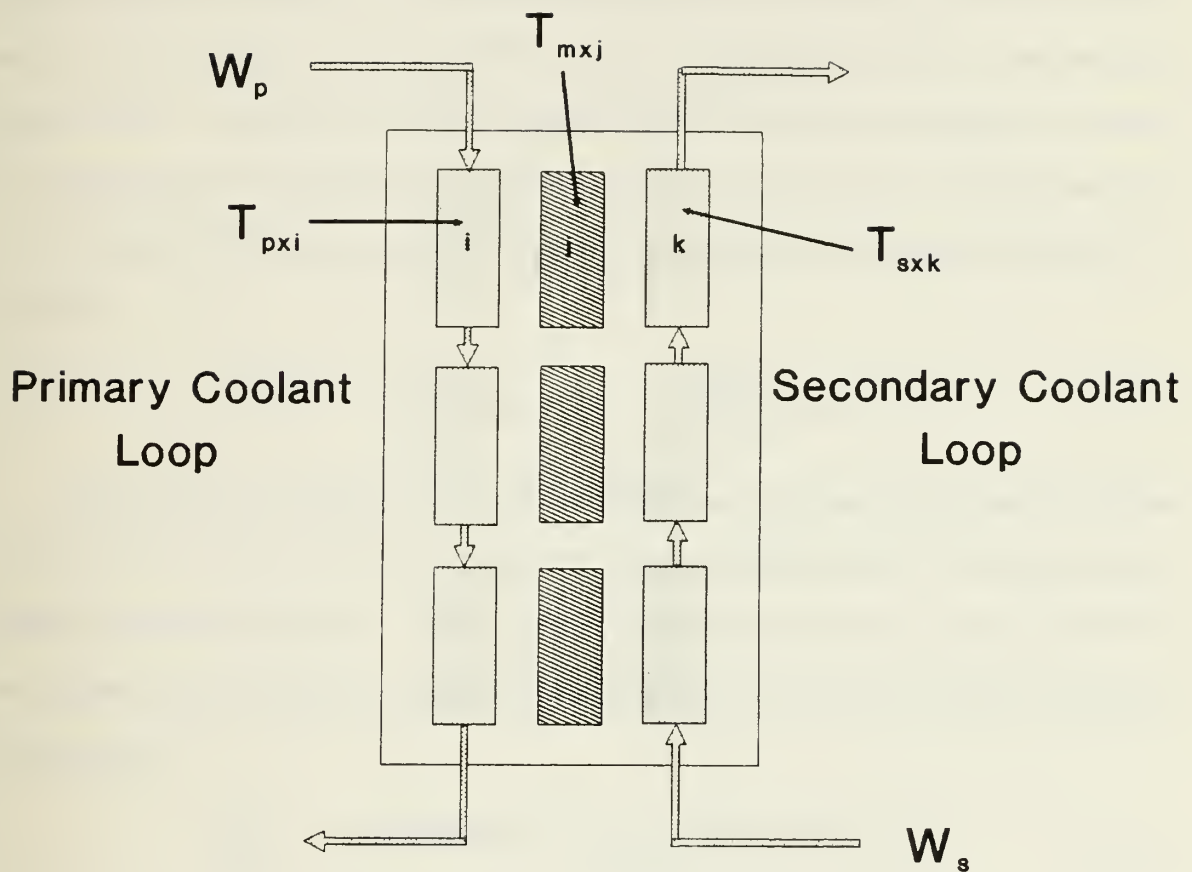 T_mxj
W_p
T_pxi
i
j
k
T_sxk
Primary Coolant
Loop
Secondary Coolant
Loop
W_s